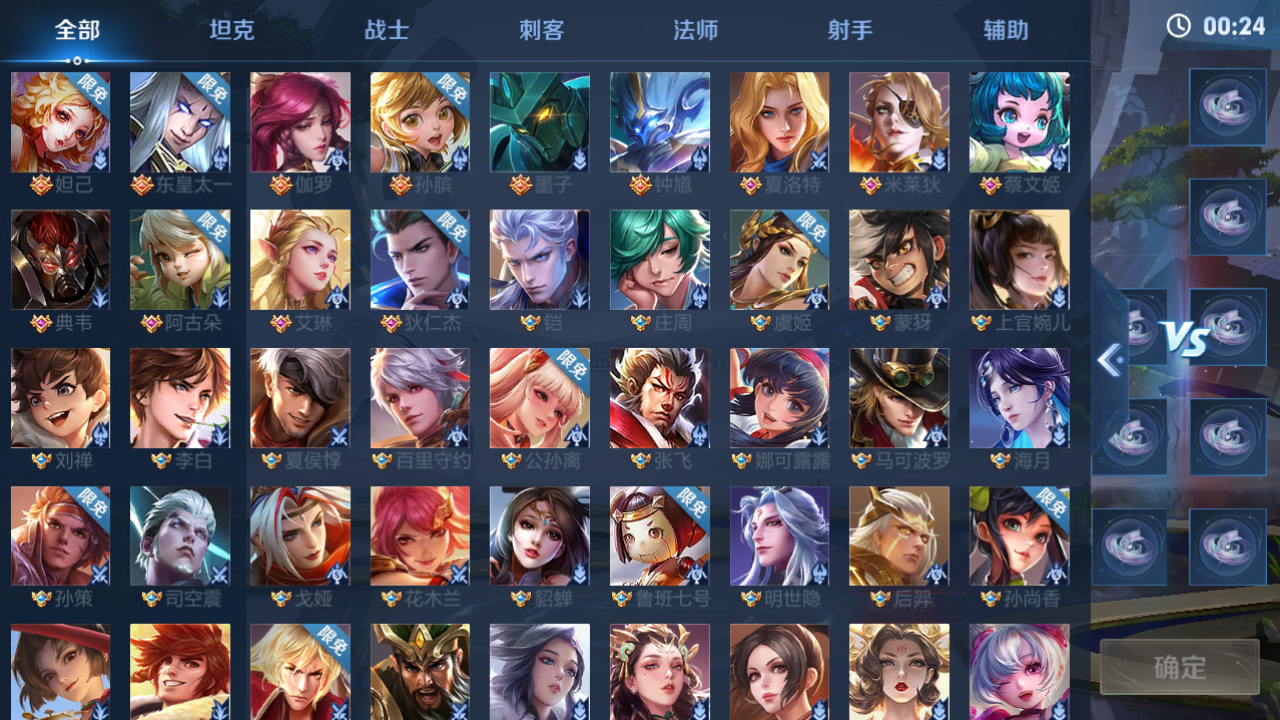 全部 坦克 战士 刺客 法师 射手 辅助 00:24
限免 限免 限免
妲己 东皇太一 伽罗 孙膑 墨子 钟馗 夏洛特 米莱狄 蔡文姬
限免 限免 限免
典韦 阿古朵 艾琳 狄仁杰 铠 庄周 虞姬 蒙犽 上官婉儿
VS
限免
刘禅 李白 夏侯惇 百里守约 公孙离 张飞 娜可露露 马可波罗 海月
限免 限免 限免
孙策 司空震 戈娅 花木兰 貂蝉 鲁班七号 明世隐 后羿 孙尚香
限免
确定